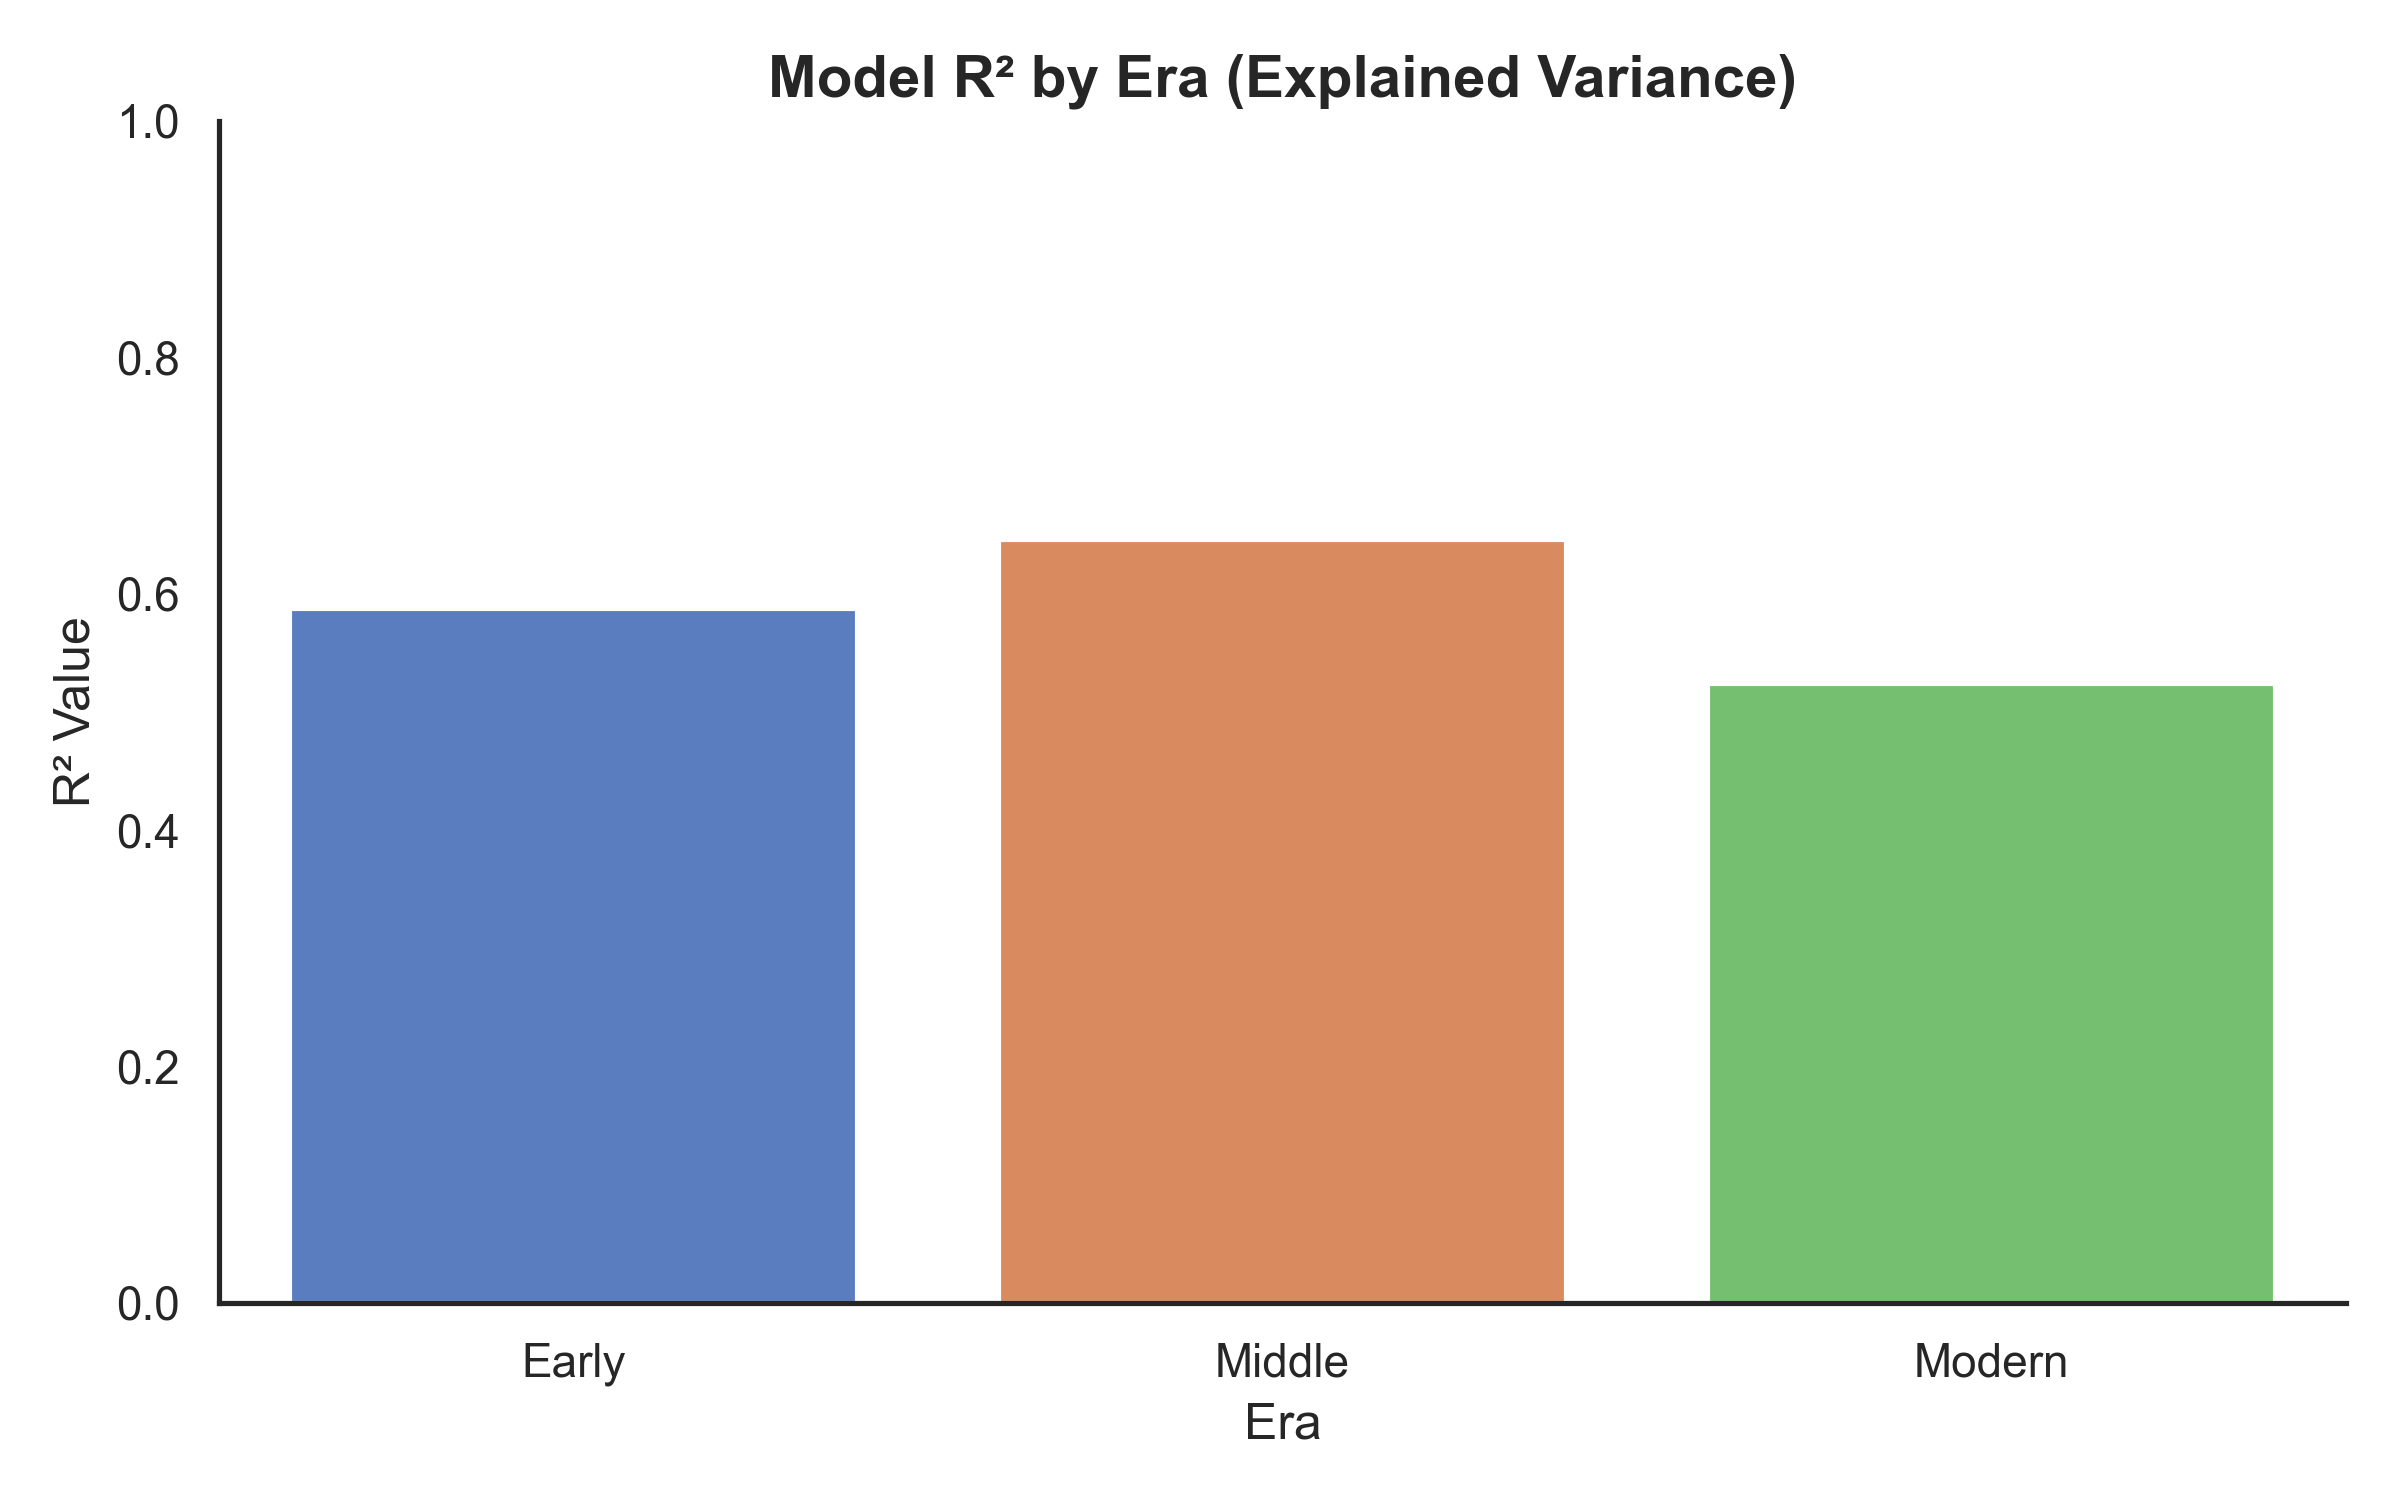 Model R² by Era (Explained Variance)
1.0
0.8
0.6
0.4
0.2
0.0
R² Value
Early
Middle
Modern
Era